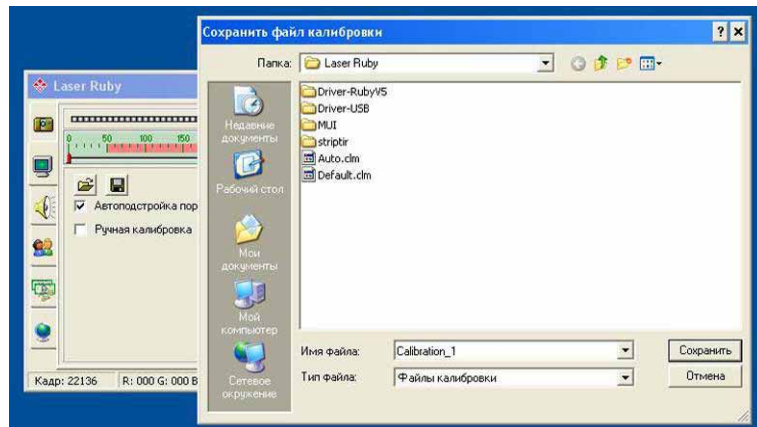 Сохранить файл калибровки
Папка:
Laser Ruby
Laser Ruby
0 50 100 150
Автоподстройка пор
Ручная калибровка
Кадр: 22136
R: 000 G: 000 B
Недавние документы
Рабочий стол
Мои документы
Мой компьютер
Сетевое окружение
Driver-RubyV5
Driver-USB
MUI
striptir
Auto.clm
Default.clm
Имя файла:
Calibration_1
Сохранить
Тип файла:
Файлы калибровки
Отмена